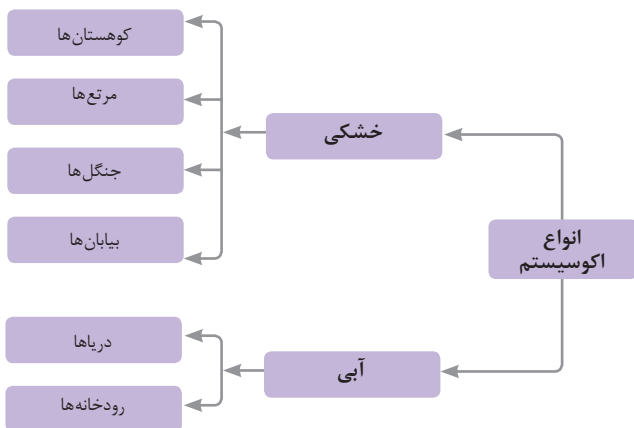 انواع
اکوسیستم
خشکی
کوهستان‌ها
مرتع‌ها
جنگل‌ها
بیابان‌ها
آبی
دریاها
رودخانه‌ها